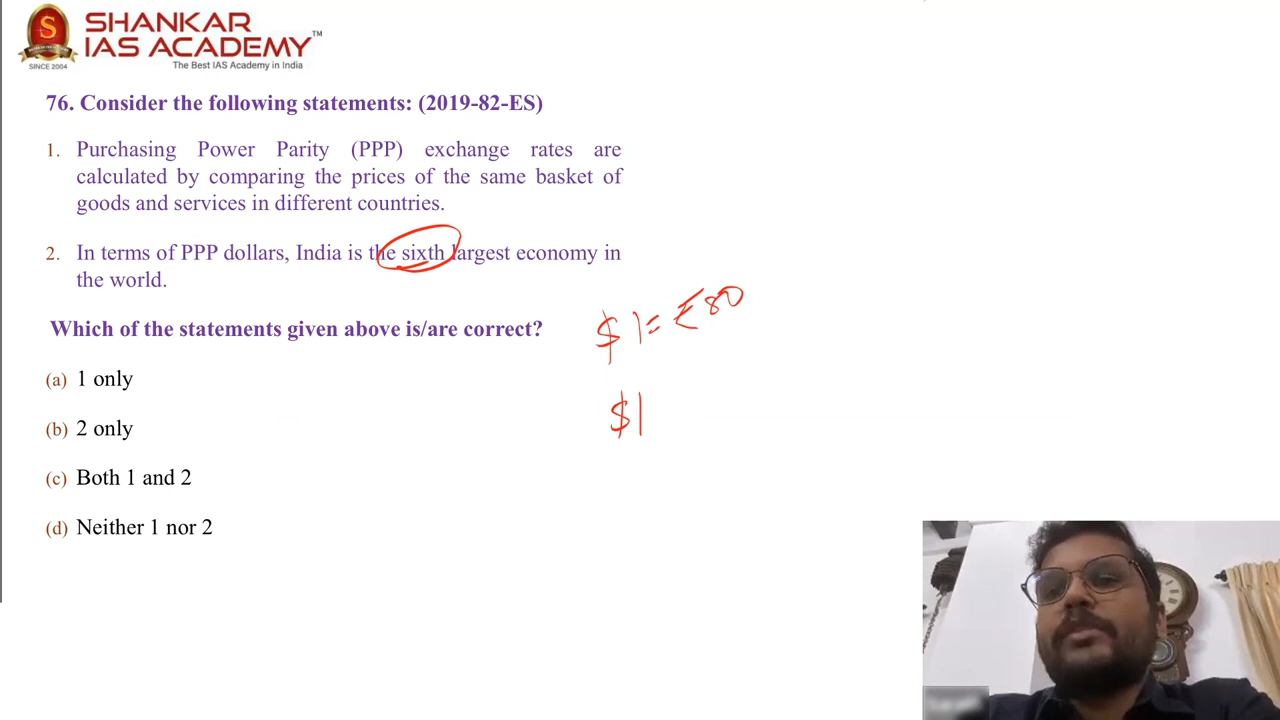 SHANKAR
IAS ACADEMY™
The Best IAS Academy in India
S
SINCE 2004
76. Consider the following statements: (2019-82-ES)
1. Purchasing Power Parity (PPP) exchange rates are
calculated by comparing the prices of the same basket of
goods and services in different countries.
2. In terms of PPP dollars, India is the sixth largest economy in
the world.
Which of the statements given above is/are correct?
$1=₹80
(a) 1 only
$1
(b) 2 only
(c) Both 1 and 2
(d) Neither 1 nor 2